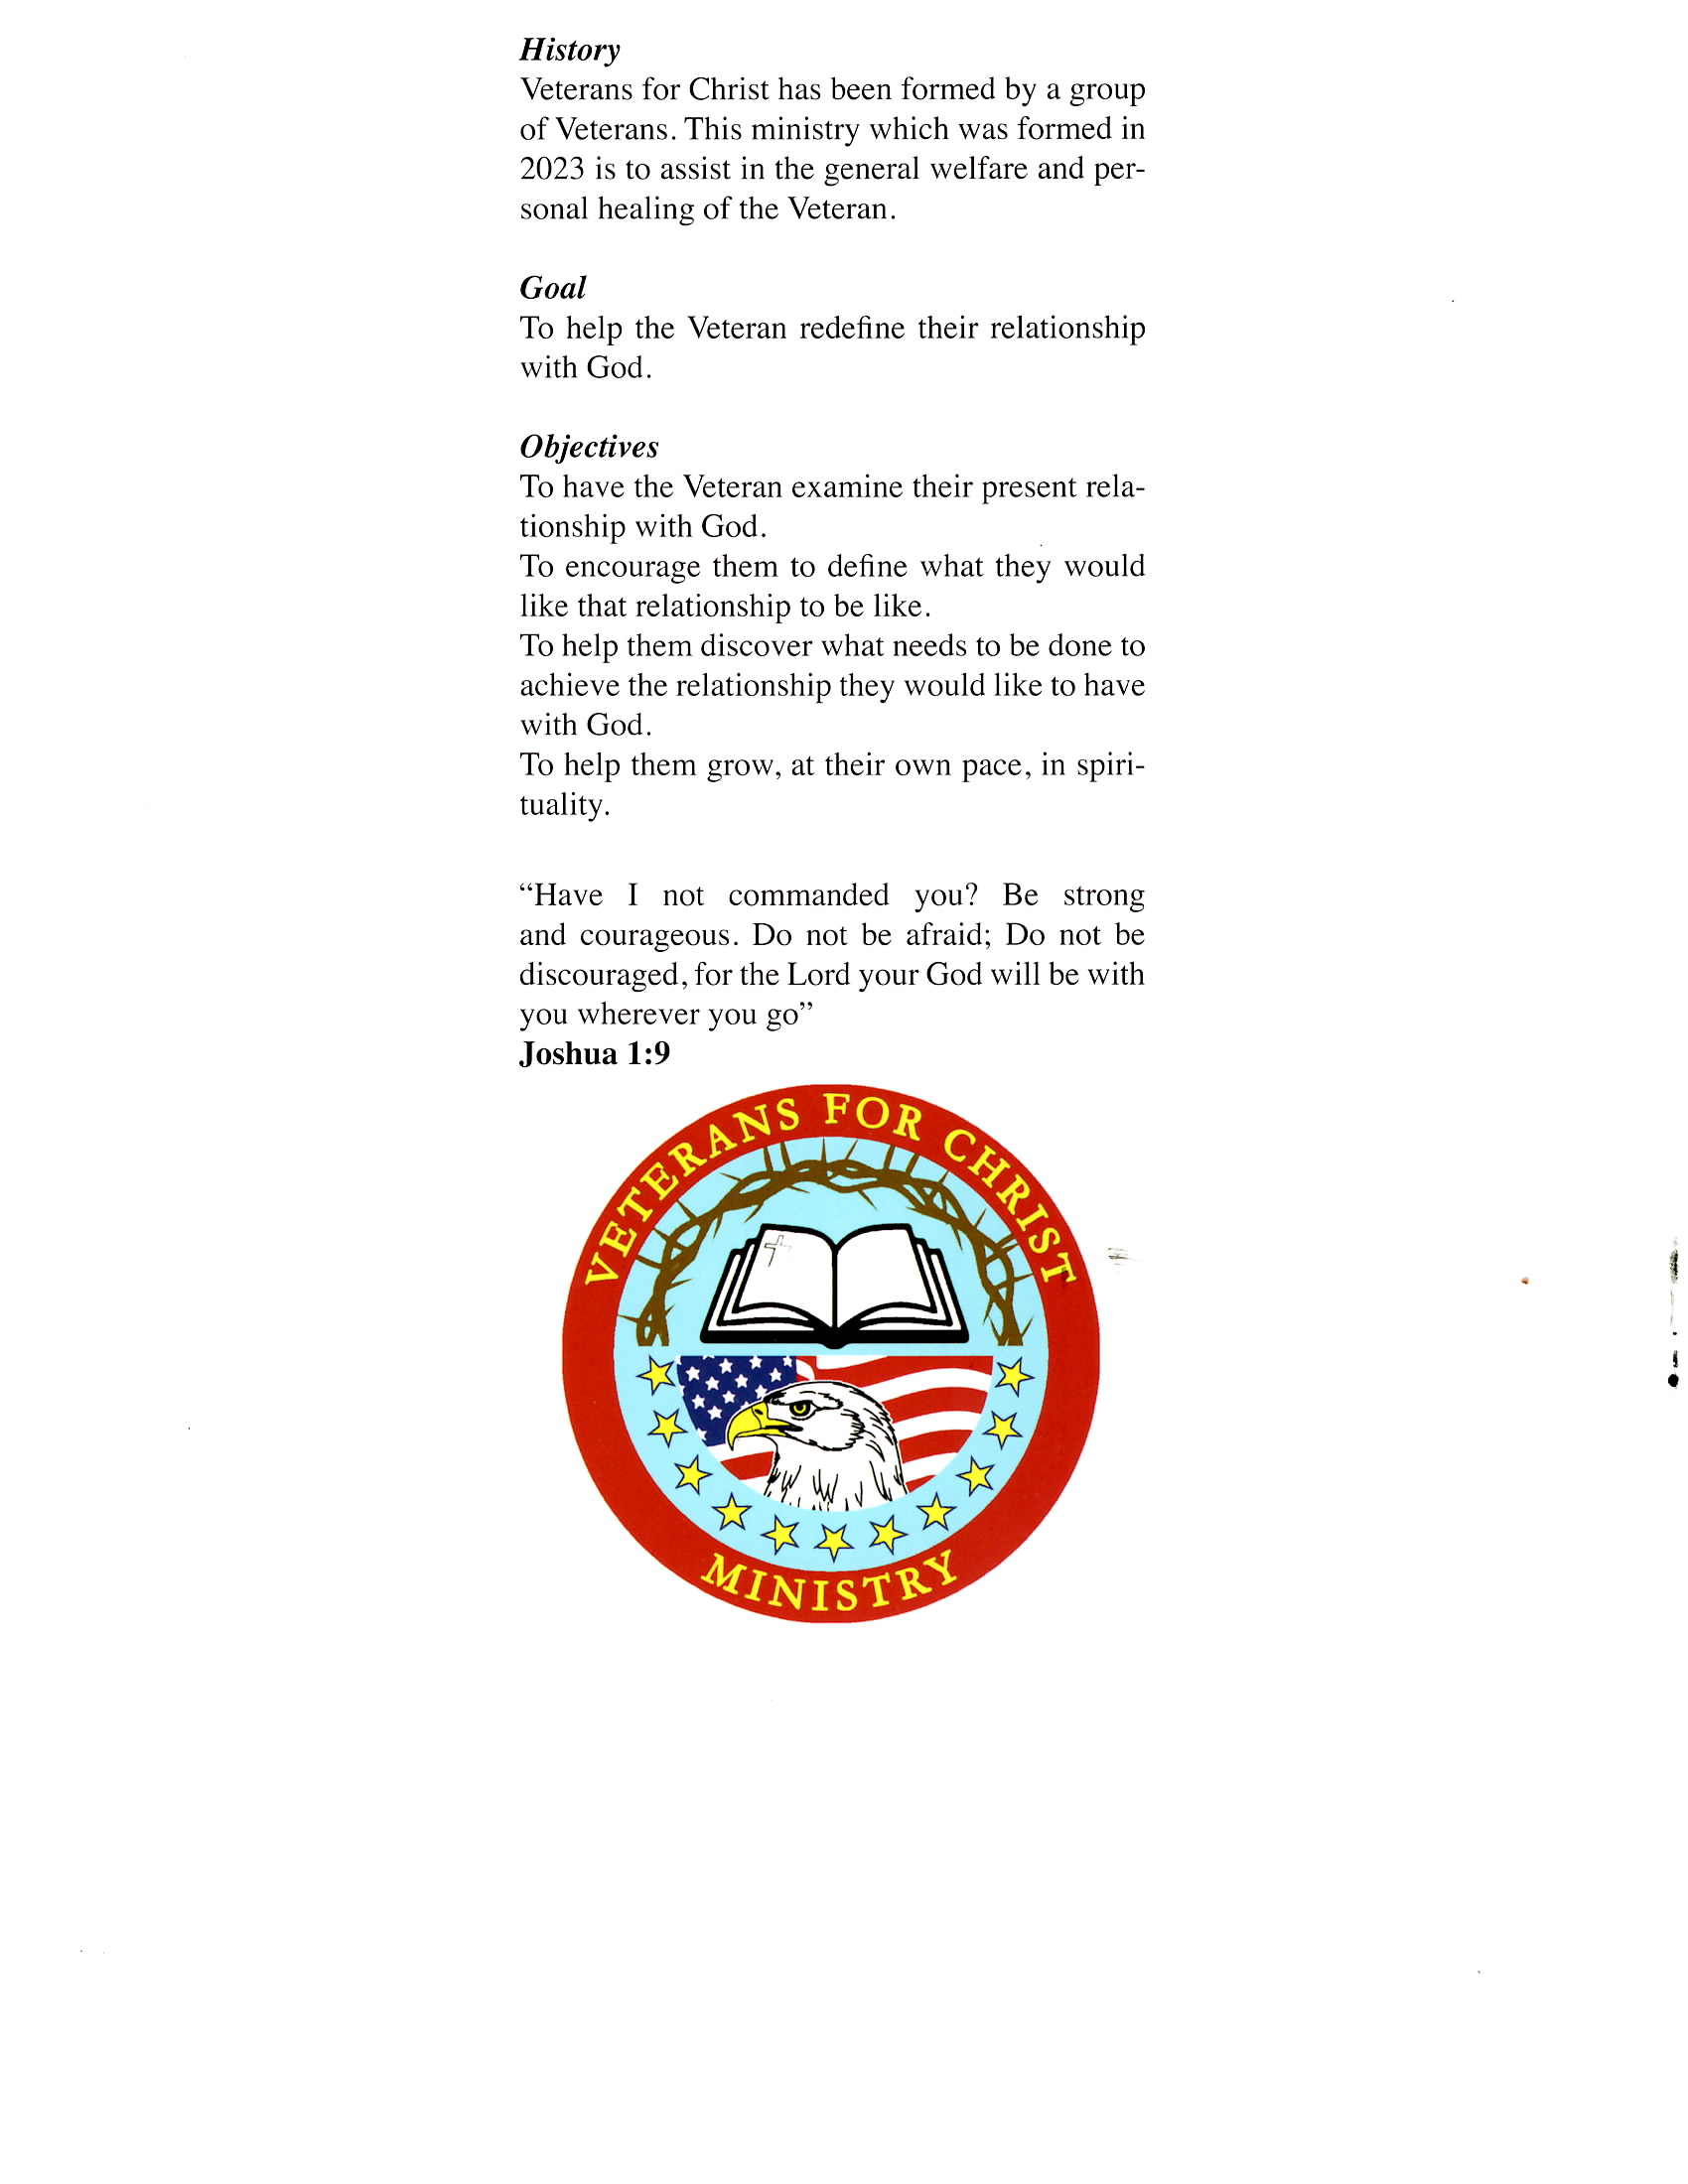 History
Veterans for Christ has been formed by a group
of Veterans. This ministry which was formed in
2023 is to assist in the general welfare and per-
sonal healing of the Veteran.
Goal
To help the Veteran redefine their relationship
with God.
Objectives
To have the Veteran examine their present rela-
tionship with God.
To encourage them to define what they would
like that relationship to be like.
To help them discover what needs to be done to
achieve the relationship they would like to have
with God.
To help them grow, at their own pace, in spiri-
tuality.
“Have I not commanded you? Be strong
and courageous. Do not be afraid; Do not be
discouraged, for the Lord your God will be with
you wherever you go”
Joshua 1:9
VETERANS FOR CHRIST
MINISTRY